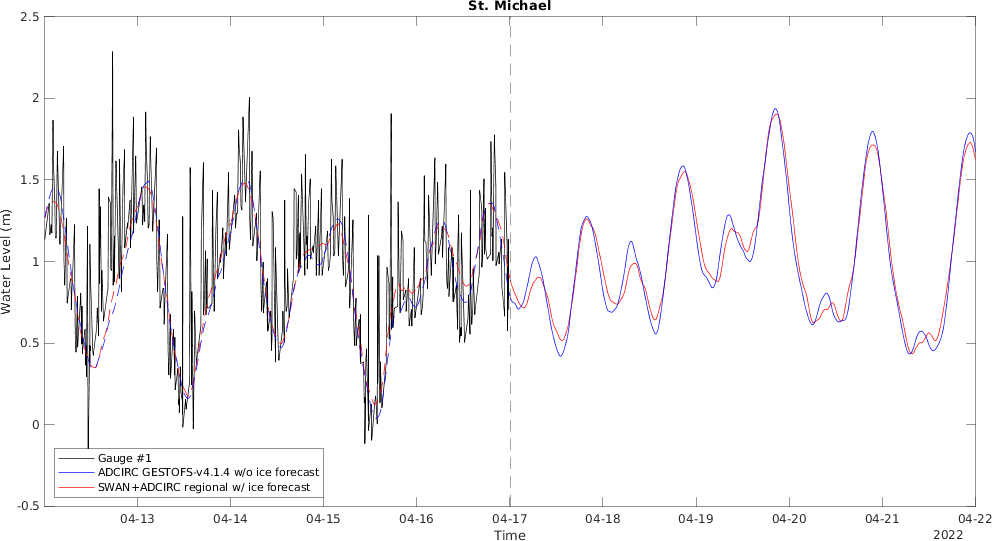 St. Michael
2.5
2
1.5
1
0.5
0
-0.5
Water Level (m)
Gauge #1
ADCIRC GESTOFS-v4.1.4 w/o ice forecast
SWAN+ADCIRC regional w/ ice forecast
04-13 04-14 04-15 04-16 04-17 04-18 04-19 04-20 04-21 04-22
Time
2022